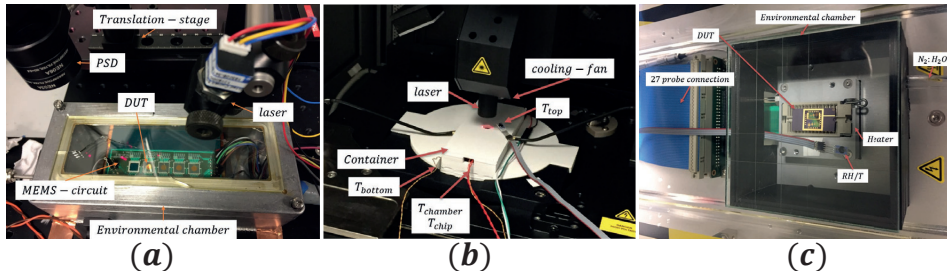 Translation-stage
PSD
DUT
laser
MEMS-circuit
Environmental chamber
(a)
cooling-fan
laser
T_top
Container
T_bottom
T_chamber
T_chip
(b)
Environmental chamber
DUT
27 probe connection
N₂:H₂O
Heater
RH/T
(c)